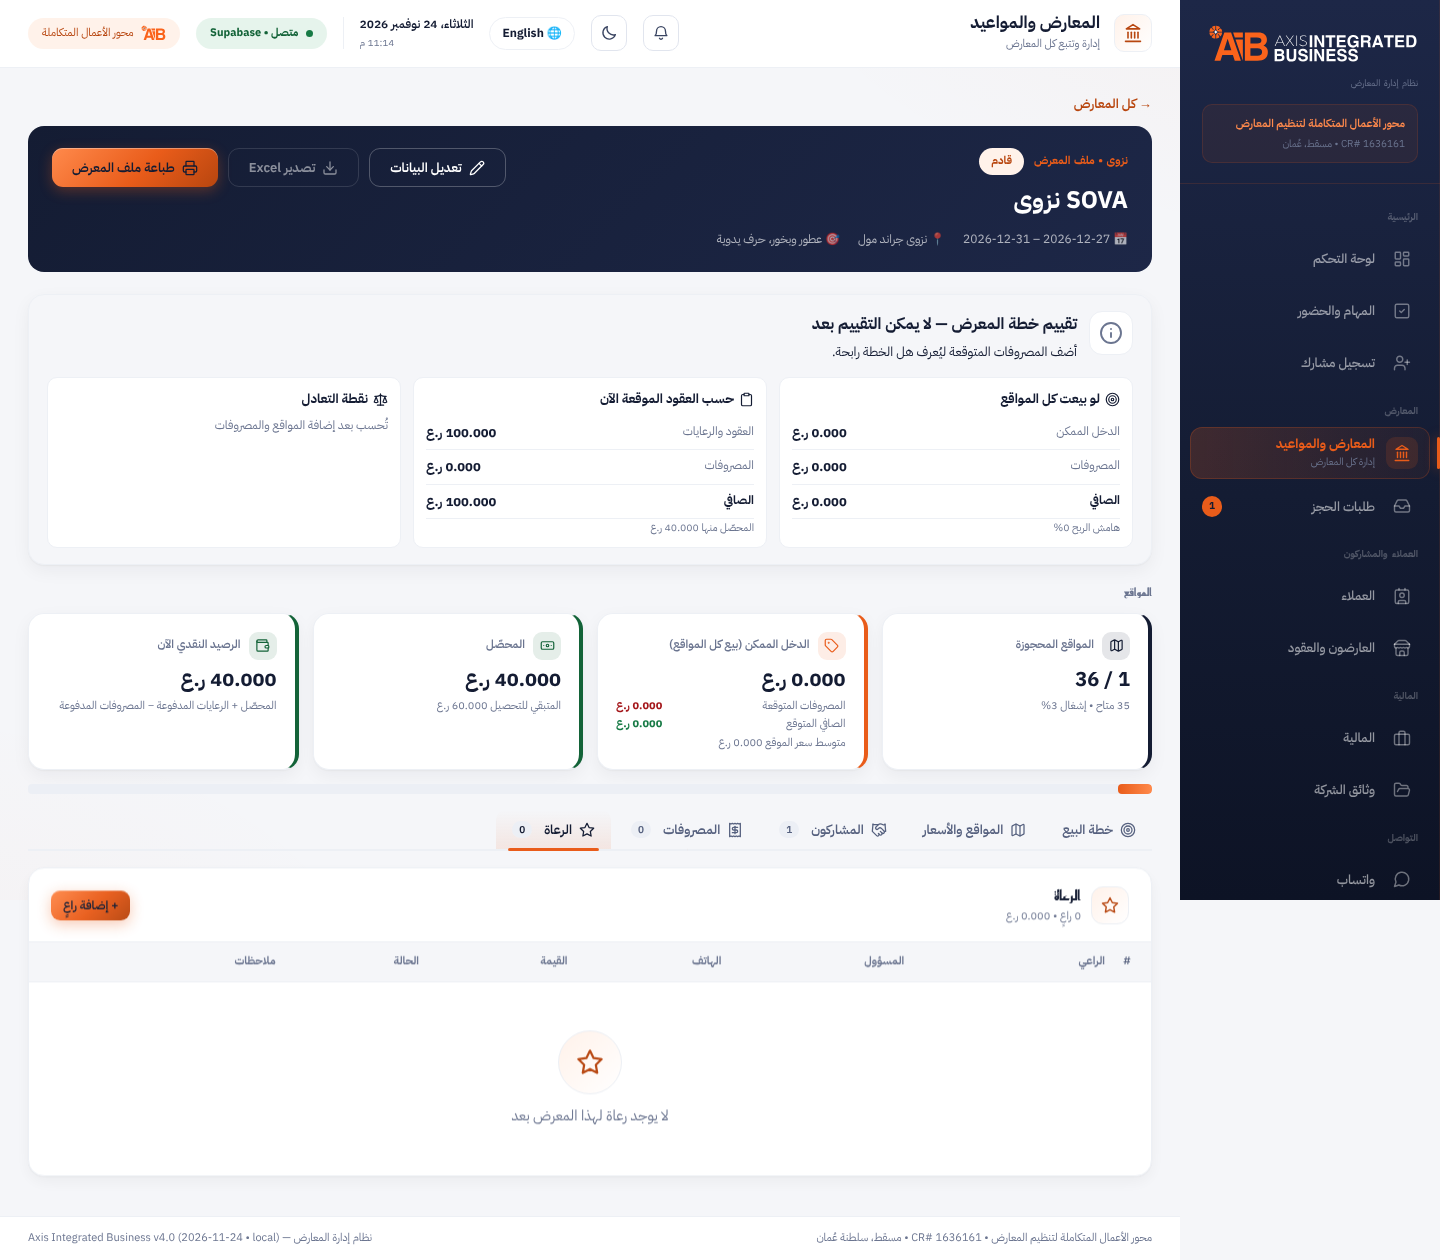 AiB AXIS INTEGRATED BUSINESS
نظام إدارة المعارض
محور الأعمال المتكاملة لتنظيم المعارض
CR# 1636161 • مسقط، عُمان
الرئيسية
لوحة التحكم
المهام والحضور
تسجيل مشارك
المعارض
المعارض والمواعيد
إدارة كل المعارض
طلبات الحجز
1
العملاء والمشاركون
العملاء
العارضون والعقود
المالية
المالية
وثائق الشركة
التواصل
واتساب
المعارض والمواعيد
إدارة وتتبع كل المعارض
English 🌐
الثلاثاء، 24 نوفمبر 2026
11:14 م
متصل • Supabase
AiB محور الأعمال المتكاملة
→ كل المعارض
نزوى • ملف المعرض
قادم
SOVA نزوى
📅 2026-12-27 – 2026-12-31
📍 نزوى جراند مول
🎯 عطور وبخور، حرف يدوية
تعديل البيانات
تصدير Excel
طباعة ملف المعرض
تقييم خطة المعرض — لا يمكن التقييم بعد
أضف المصروفات المتوقعة ليُعرف هل الخطة رابحة.
لو بيعت كل المواقع
الدخل الممكن 0.000 ر.ع
المصروفات 0.000 ر.ع
الصافي 0.000 ر.ع
هامش الربح 0%
حسب العقود الموقعة الآن
العقود والرعايات 100.000 ر.ع
المصروفات 0.000 ر.ع
الصافي 100.000 ر.ع
المحصّل منها 40.000 ر.ع
نقطة التعادل
تُحسب بعد إضافة المواقع والمصروفات
المواقع
المواقع المحجوزة
36 / 1
35 متاح • إشغال 3%
الدخل الممكن (بيع كل المواقع)
0.000 ر.ع
المصروفات المتوقعة 0.000 ر.ع
الصافي المتوقع 0.000 ر.ع
متوسط سعر الموقع 0.000 ر.ع
المحصّل
40.000 ر.ع
المتبقي للتحصيل 60.000 ر.ع
الرصيد النقدي الآن
40.000 ر.ع
المحصّل + الرعايات المدفوعة − المصروفات المدفوعة
خطة البيع
المواقع والأسعار
المشاركون 1
المصروفات 0
الرعاة 0
الرعاة
0 راعٍ • 0.000 ر.ع
+ إضافة راعٍ
# الراعي المسؤول الهاتف القيمة الحالة ملاحظات
لا يوجد رعاة لهذا المعرض بعد
محور الأعمال المتكاملة لتنظيم المعارض • CR# 1636161 • مسقط، سلطنة عُمان
نظام إدارة المعارض — Axis Integrated Business v4.0 (2026-11-24 • local)